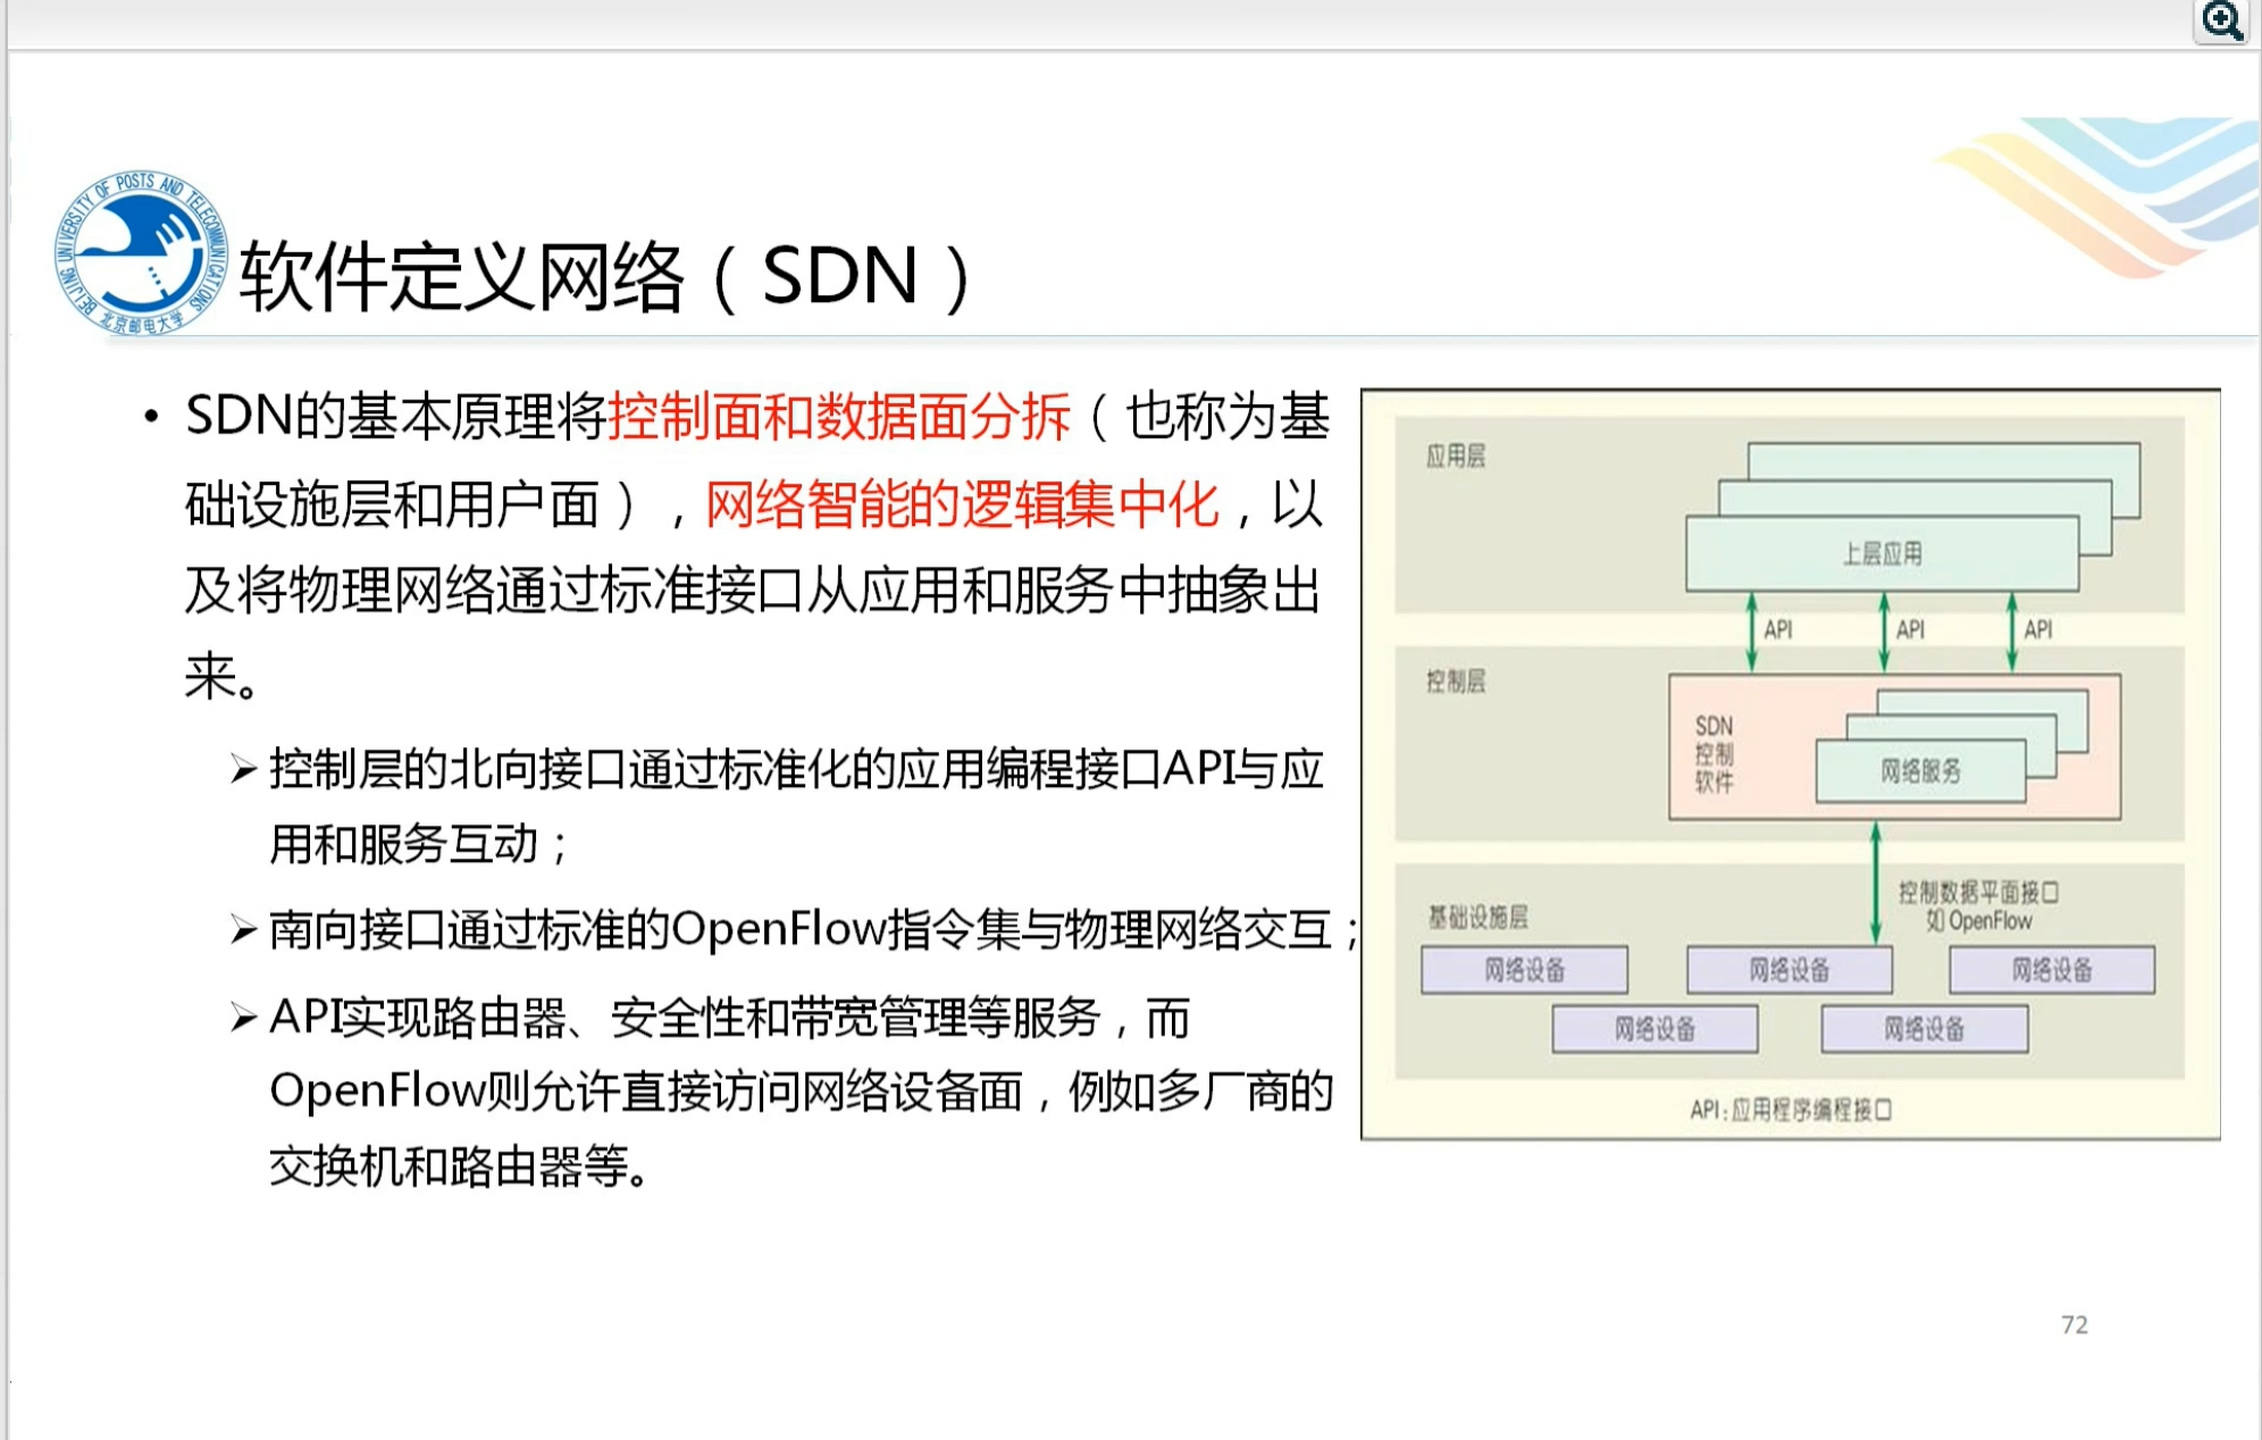 BEIJING UNIVERSITY OF POSTS AND TELECOMMUNICATIONS
北京邮电大学
软件定义网络（SDN）
• SDN的基本原理将控制面和数据面分拆（也称为基
础设施层和用户面），网络智能的逻辑集中化，以
及将物理网络通过标准接口从应用和服务中抽象出
来。
➢ 控制层的北向接口通过标准化的应用编程接口API与应
用和服务互动；
➢ 南向接口通过标准的OpenFlow指令集与物理网络交互；
➢ API实现路由器、安全性和带宽管理等服务，而
OpenFlow则允许直接访问网络设备面，例如多厂商的
交换机和路由器等。
应用层
上层应用
API API API
控制层
SDN
控制
软件
网络服务
控制数据平面接口
如 OpenFlow
基础设施层
网络设备 网络设备 网络设备
网络设备 网络设备
API：应用程序编程接口
72